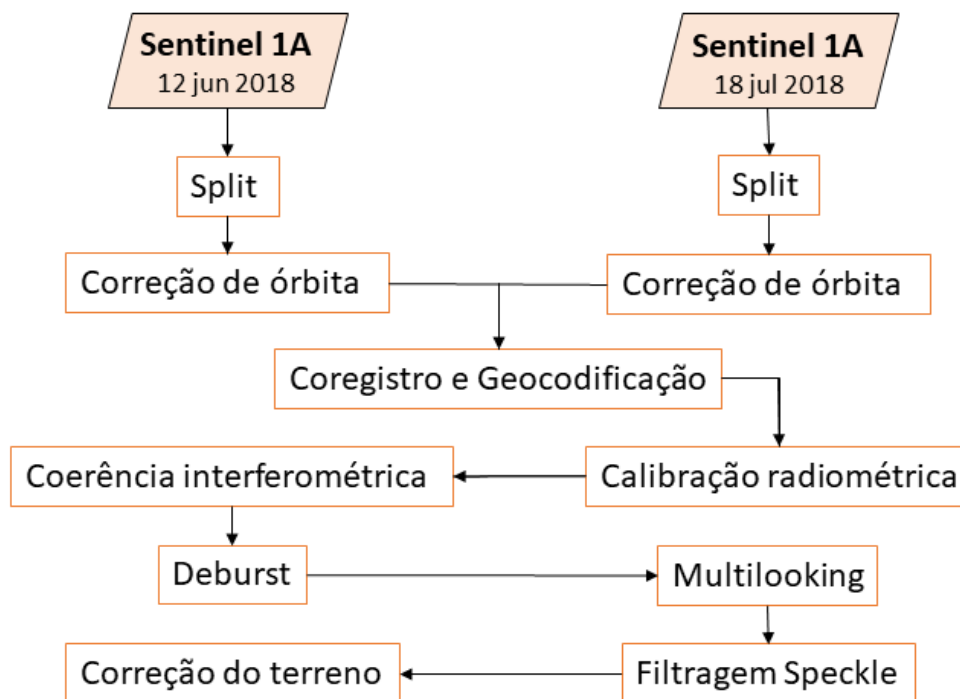 Sentinel 1A
12 jun 2018
Sentinel 1A
18 jul 2018
Split
Split
Correção de órbita
Correção de órbita
Coregistro e Geocodificação
Coerência interferométrica
Calibração radiométrica
Deburst
Multilooking
Correção do terreno
Filtragem Speckle